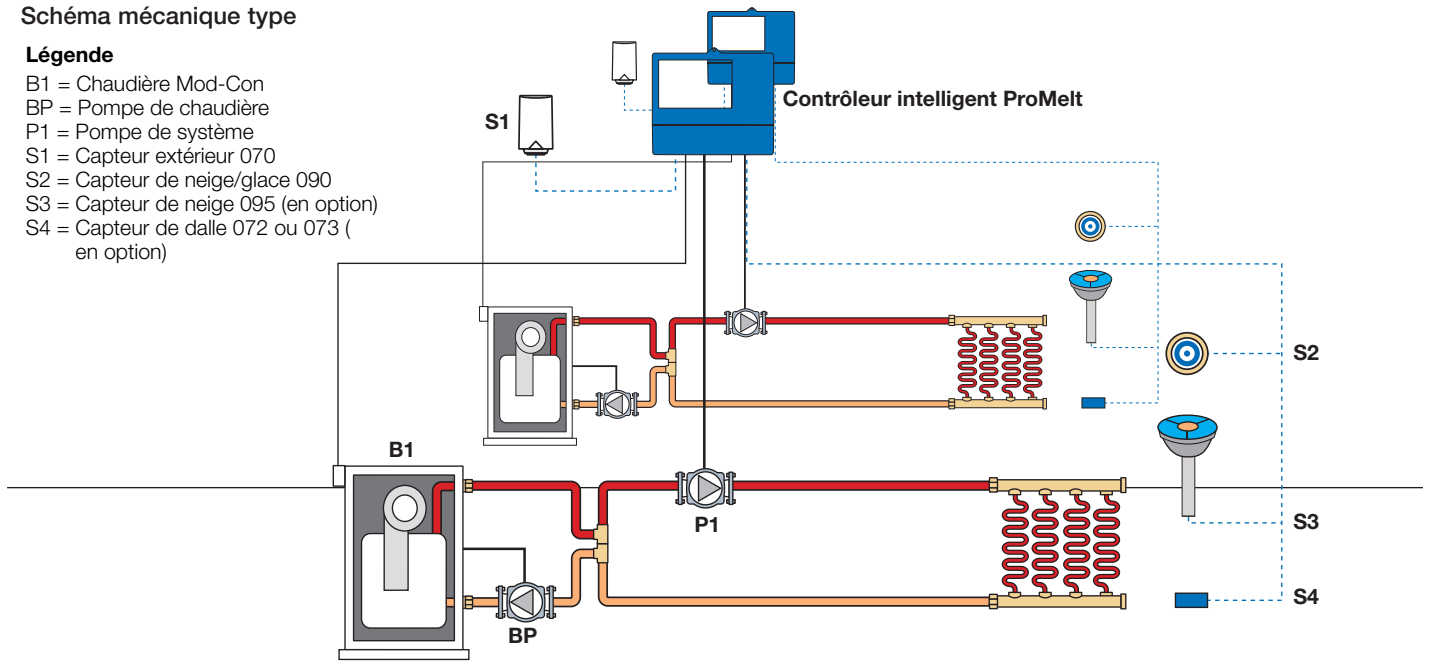 Schéma mécanique type
Légende
B1 = Chaudière Mod-Con
BP = Pompe de chaudière
P1 = Pompe de système
S1 = Capteur extérieur 070
S2 = Capteur de neige/glace 090
S3 = Capteur de neige 095 (en option)
S4 = Capteur de dalle 072 ou 073 (
en option)
S1
Contrôleur intelligent ProMelt
S2
B1
P1
S3
S4
BP